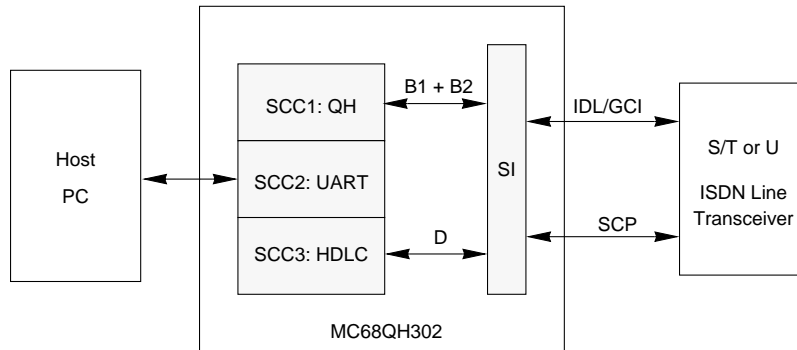 Host
PC
SCC1: QH
SCC2: UART
SCC3: HDLC
B1 + B2
D
SI
IDL/GCI
SCP
S/T or U
ISDN Line
Transceiver
MC68QH302